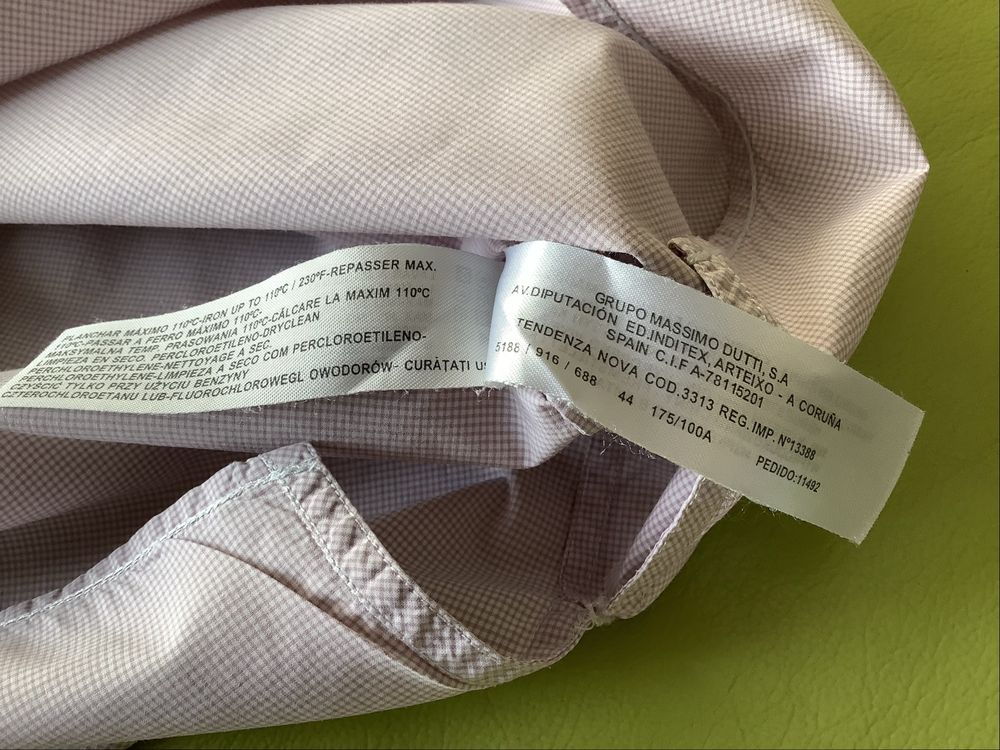 PLANCHAR MÁXIMO 110ºC-IRON UP TO 110ºC / 230ºF-REPASSER MAX.
110ºC-PASSAR A FERRO MÁXIMO 110ºC-
MAKSYMALNA TEMP. PRASOWANIA 110ºC-CĂLCARE LA MAXIM 110ºC
LIMPIEZA EN SECO. PERCLOROETILENO-DRYCLEAN
PERCHLOROETHYLENE-NETTOYAGE A SEC.
PERCHLOROETHYLENE-LIMPIEZA A SECO COM PERCLOROETILENO-
CZYSZC TYLKO PRZY UŻYCIU BENZYNY
CZTEROCHLOROETANU LUB-FLUOROCHLOROWEGL OWODORÓW- CURĂȚAȚI
GRUPO MASSIMO DUTTI, S.A
AV.DIPUTACIÓN ED.INDITEX, ARTEIXO - A CORUÑA
SPAIN C.I.F A-78115201
TENDENZA NOVA COD.3313 REG.IMP. Nº13388
5186 / 916 / 688 44 175/100A
PEDIDO:11492